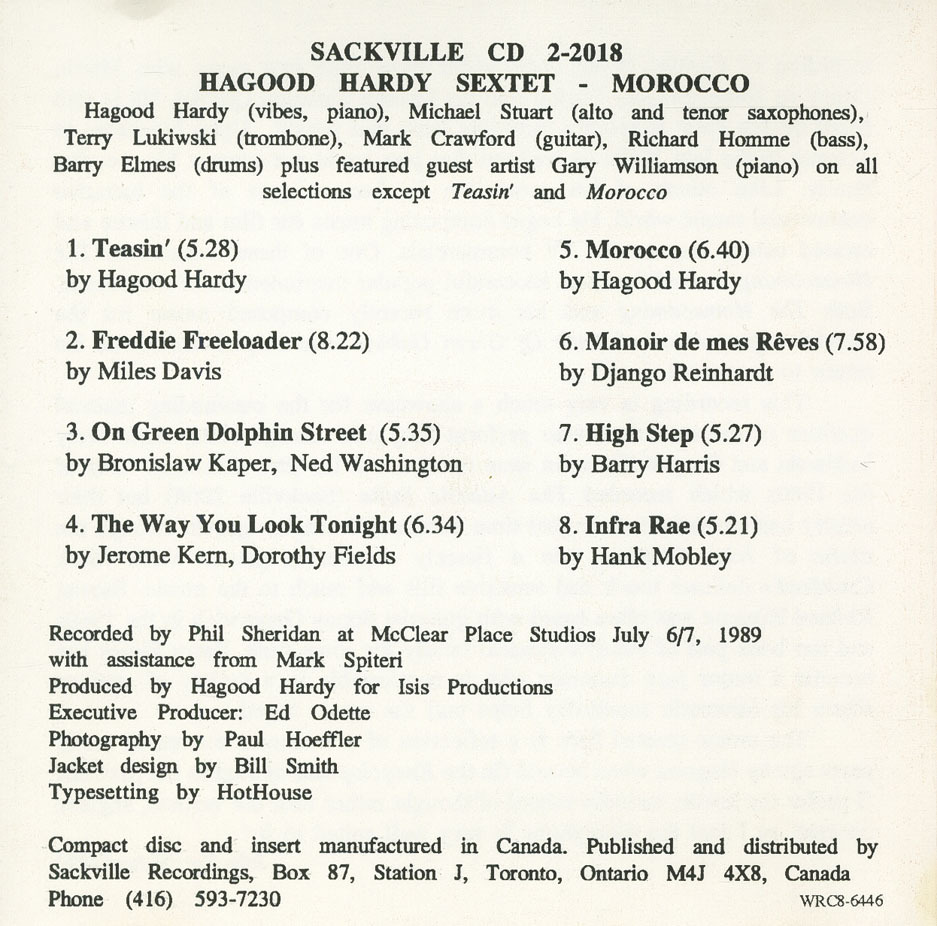 SACKVILLE CD 2-2018
HAGOOD HARDY SEXTET - MOROCCO
Hagood Hardy (vibes, piano), Michael Stuart (alto and tenor saxophones),
Terry Lukiwski (trombone), Mark Crawford (guitar), Richard Homme (bass),
Barry Elmes (drums) plus featured guest artist Gary Williamson (piano) on all
selections except Teasin' and Morocco
1. Teasin' (5.28)
by Hagood Hardy
2. Freddie Freeloader (8.22)
by Miles Davis
3. On Green Dolphin Street (5.35)
by Bronislaw Kaper, Ned Washington
4. The Way You Look Tonight (6.34)
by Jerome Kern, Dorothy Fields
5. Morocco (6.40)
by Hagood Hardy
6. Manoir de mes Rêves (7.58)
by Django Reinhardt
7. High Step (5.27)
by Barry Harris
8. Infra Rae (5.21)
by Hank Mobley
Recorded by Phil Sheridan at McClear Place Studios July 6/7, 1989
with assistance from Mark Spiteri
Produced by Hagood Hardy for Isis Productions
Executive Producer: Ed Odette
Photography by Paul Hoeffler
Jacket design by Bill Smith
Typesetting by HotHouse
Compact disc and insert manufactured in Canada. Published and distributed by
Sackville Recordings, Box 87, Station J, Toronto, Ontario M4J 4X8, Canada
Phone (416) 593-7230
WRC8-6446